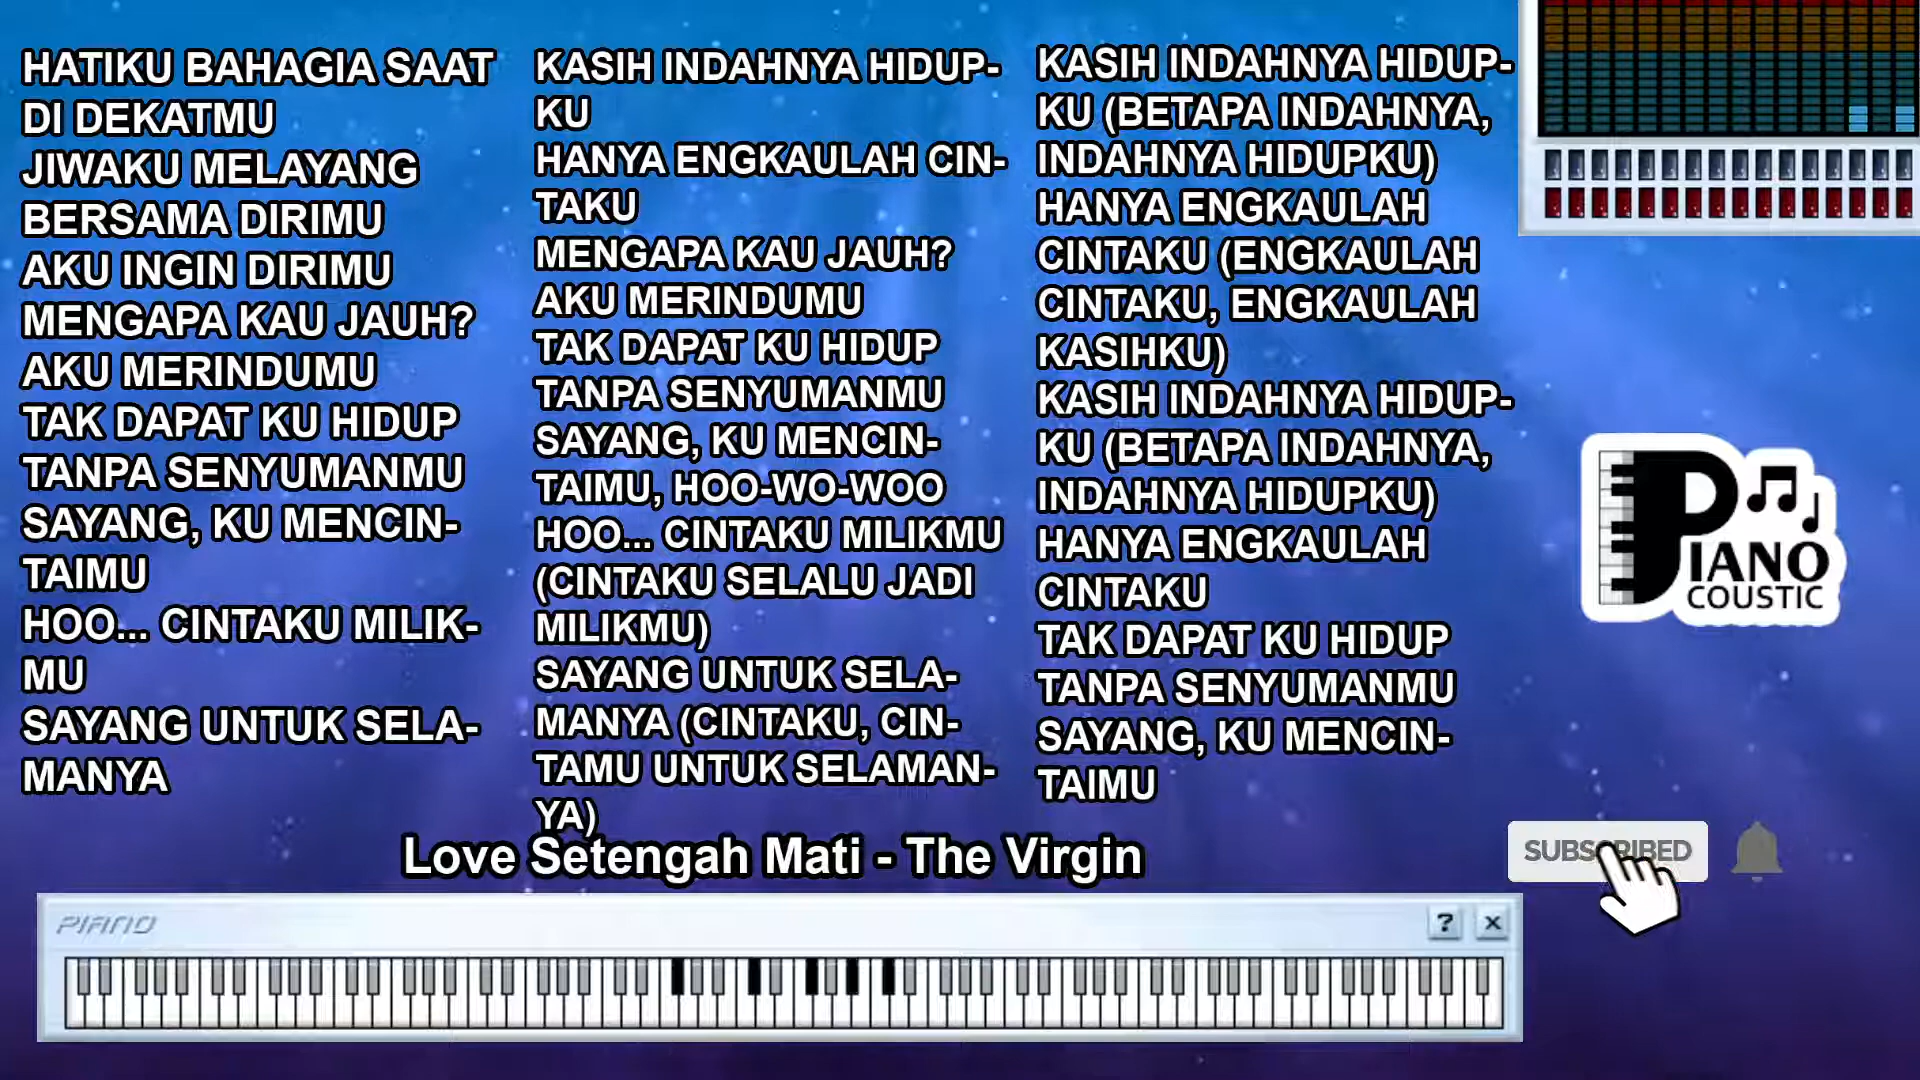 HATIKU BAHAGIA SAAT
DI DEKATMU
JIWAKU MELAYANG
BERSAMA DIRIMU
AKU INGIN DIRIMU
MENGAPA KAU JAUH?
AKU MERINDUMU
TAK DAPAT KU HIDUP
TANPA SENYUMANMU
SAYANG, KU MENCIN-
TAIMU
HOO... CINTAKU MILIK-
MU
SAYANG UNTUK SELA-
MANYA
KASIH INDAHNYA HIDUP-
KU
HANYA ENGKAULAH CIN-
TAKU
MENGAPA KAU JAUH?
AKU MERINDUMU
TAK DAPAT KU HIDUP
TANPA SENYUMANMU
SAYANG, KU MENCIN-
TAIMU, HOO-WO-WOO
HOO... CINTAKU MILIKMU
(CINTAKU SELALU JADI
MILIKMU)
SAYANG UNTUK SELA-
MANYA (CINTAKU, CIN-
TAMU UNTUK SELAMAN-
YA)
KASIH INDAHNYA HIDUP-
KU (BETAPA INDAHNYA,
INDAHNYA HIDUPKU)
HANYA ENGKAULAH
CINTAKU (ENGKAULAH
CINTAKU, ENGKAULAH
KASIHKU)
KASIH INDAHNYA HIDUP-
KU (BETAPA INDAHNYA,
INDAHNYA HIDUPKU)
HANYA ENGKAULAH
CINTAKU
TAK DAPAT KU HIDUP
TANPA SENYUMANMU
SAYANG, KU MENCIN-
TAIMU
PIANO
COUSTIC
SUBSCRIBED
Love Setengah Mati - The Virgin
PIANO
? X